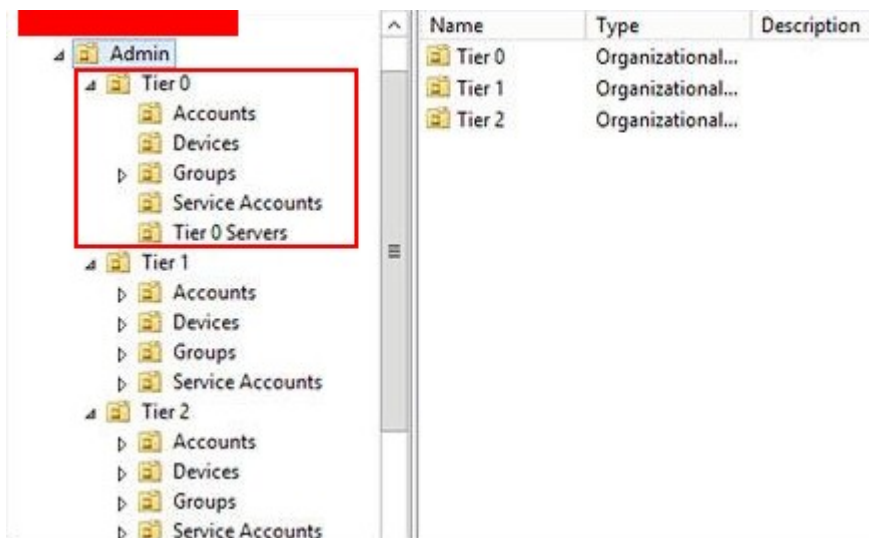 Admin
Tier 0
Accounts
Devices
Groups
Service Accounts
Tier 0 Servers
Tier 1
Accounts
Devices
Groups
Service Accounts
Tier 2
Accounts
Devices
Groups
Service Accounts
Name Type Description
Tier 0 Organizational...
Tier 1 Organizational...
Tier 2 Organizational...